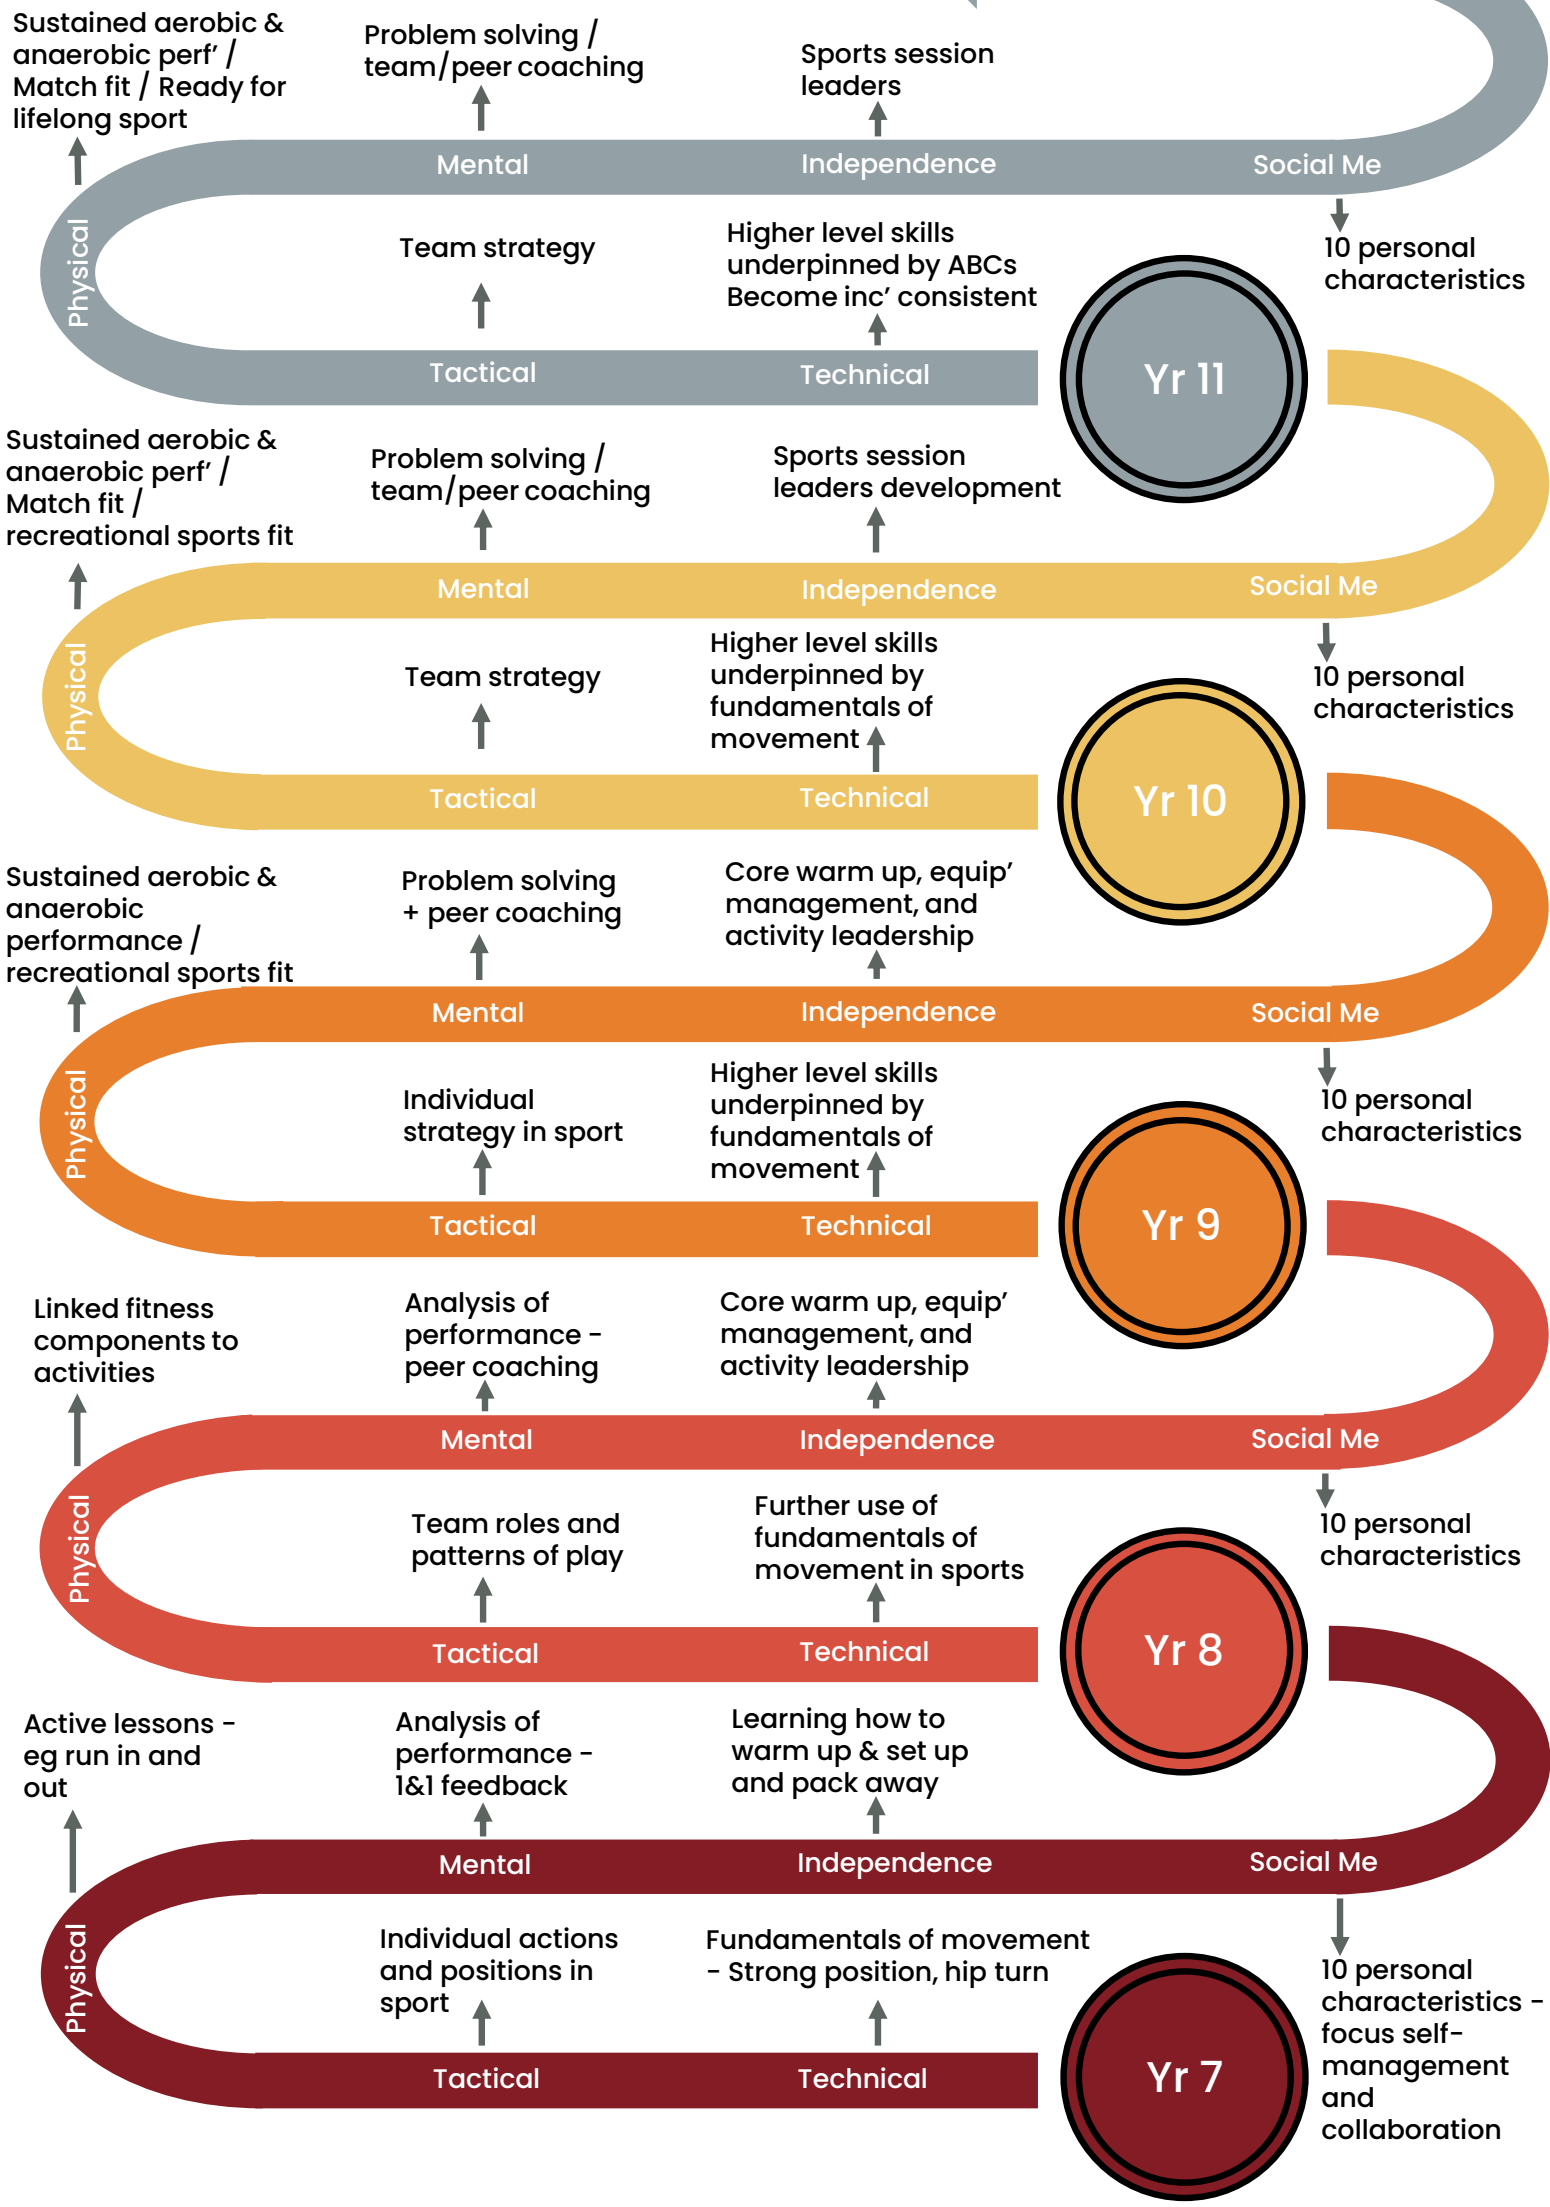 Sustained aerobic &
anaerobic perf' /
Match fit / Ready for
lifelong sport
Problem solving /
team/peer coaching
Sports session
leaders
Mental
Independence
Social Me
Physical
Team strategy
Higher level skills
underpinned by ABCs
Become inc' consistent
10 personal
characteristics
Tactical
Technical
Yr 11
Sustained aerobic &
anaerobic perf' /
Match fit /
recreational sports fit
Problem solving /
team/peer coaching
Sports session
leaders development
Mental
Independence
Social Me
Physical
Team strategy
Higher level skills
underpinned by
fundamentals of
movement
10 personal
characteristics
Tactical
Technical
Yr 10
Sustained aerobic &
anaerobic
performance /
recreational sports fit
Problem solving
+ peer coaching
Core warm up, equip'
management, and
activity leadership
Mental
Independence
Social Me
Physical
Individual
strategy in sport
Higher level skills
underpinned by
fundamentals of
movement
10 personal
characteristics
Tactical
Technical
Yr 9
Linked fitness
components to
activities
Analysis of
performance -
peer coaching
Core warm up, equip'
management, and
activity leadership
Mental
Independence
Social Me
Physical
Team roles and
patterns of play
Further use of
fundamentals of
movement in sports
10 personal
characteristics
Tactical
Technical
Yr 8
Active lessons -
eg run in and
out
Analysis of
performance -
1&1 feedback
Learning how to
warm up & set up
and pack away
Mental
Independence
Social Me
Physical
Individual actions
and positions in
sport
Fundamentals of movement
- Strong position, hip turn
10 personal
characteristics -
focus self-
management
and
collaboration
Tactical
Technical
Yr 7